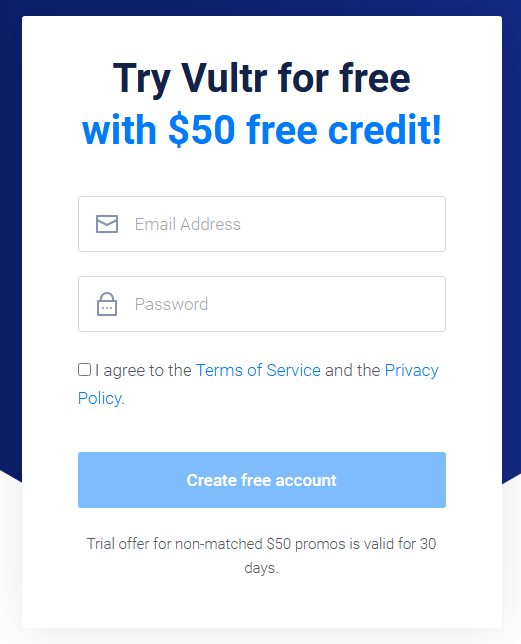 Try Vultr for free
with $50 free credit!
Email Address
Password
I agree to the Terms of Service and the Privacy
Policy.
Create free account
Trial offer for non-matched $50 promos is valid for 30
days.